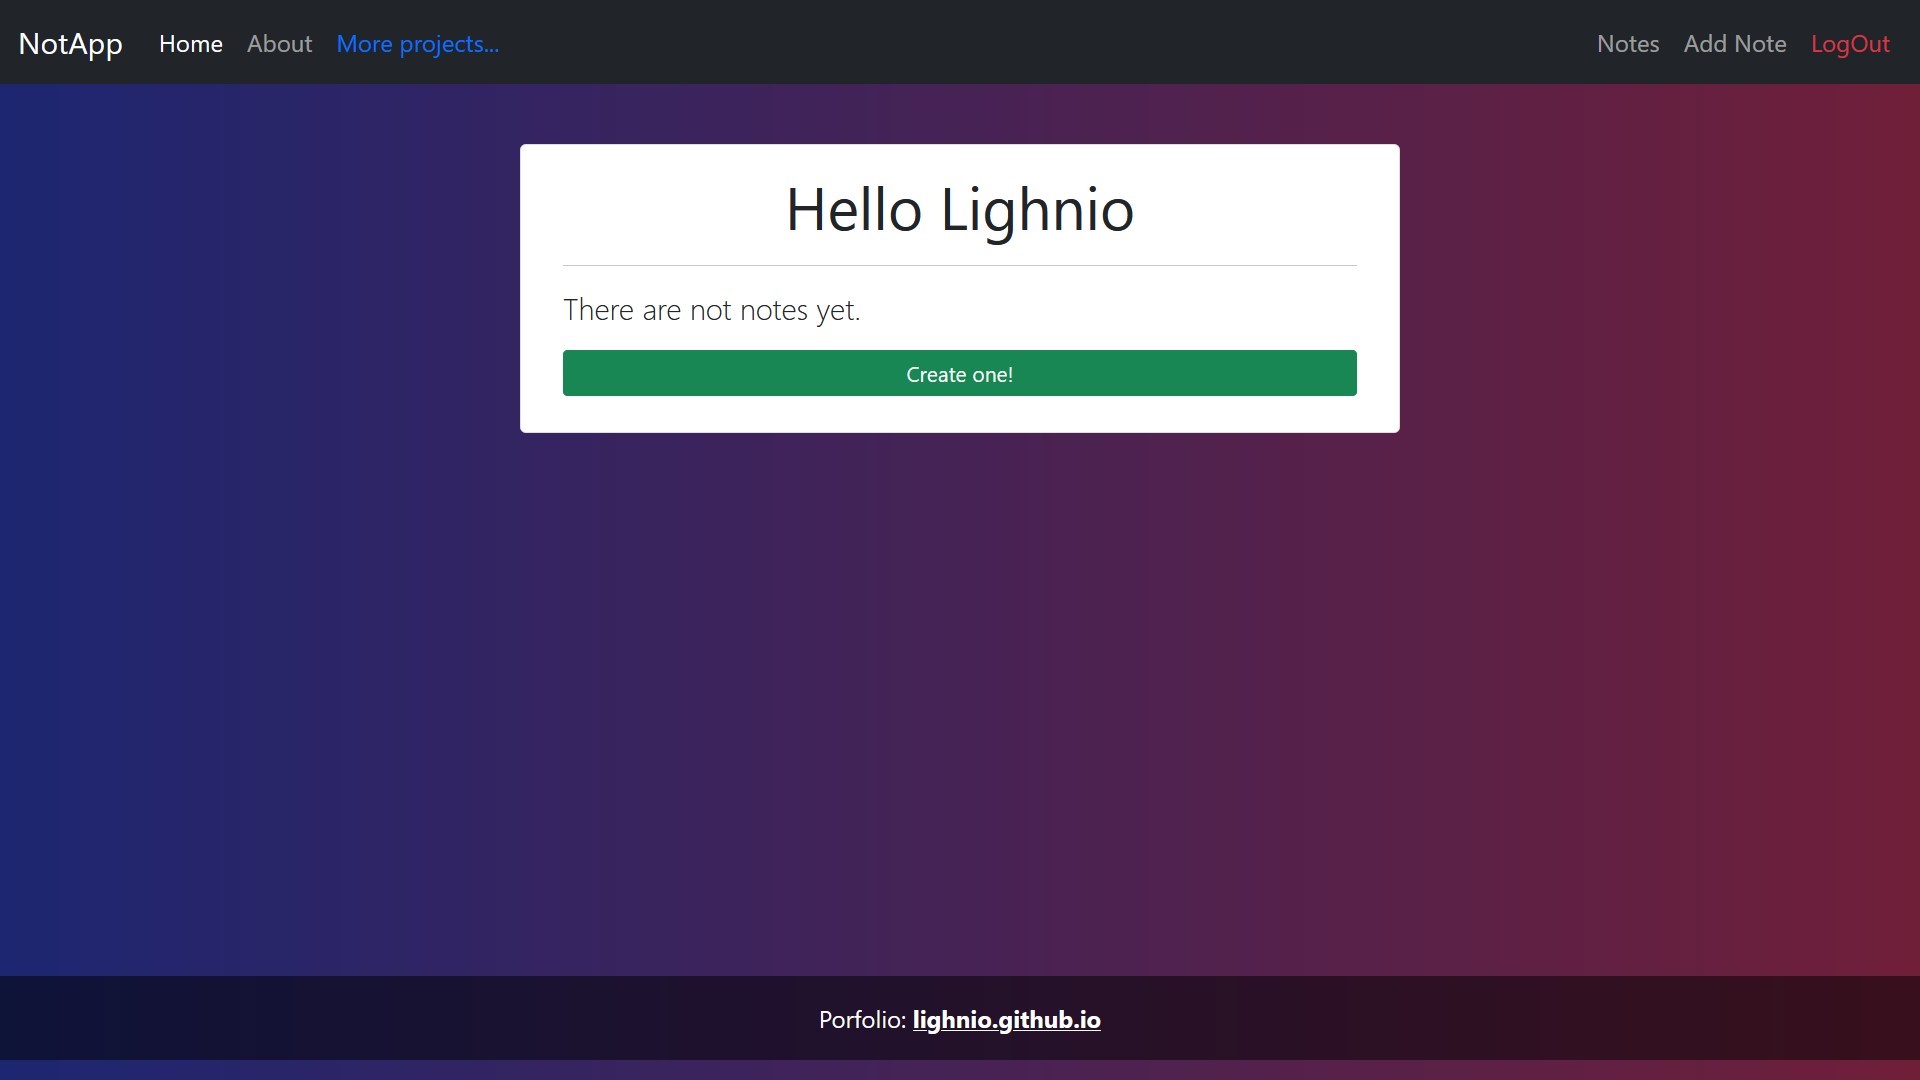 NotApp Home About More projects... Notes Add Note LogOut
Hello Lighnio
There are not notes yet.
Create one!
Porfolio: lighnio.github.io